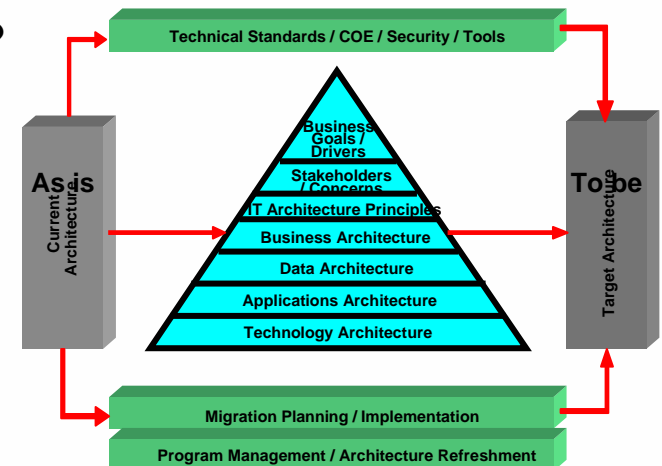 Technical Standards / COE / Security / Tools
As is
Current
Architecture
Business
Goals /
Drivers
Stakeholders
/ Concerns
IT Architecture Principles
Business Architecture
Data Architecture
Applications Architecture
Technology Architecture
To be
Target Architecture
Migration Planning / Implementation
Program Management / Architecture Refreshment